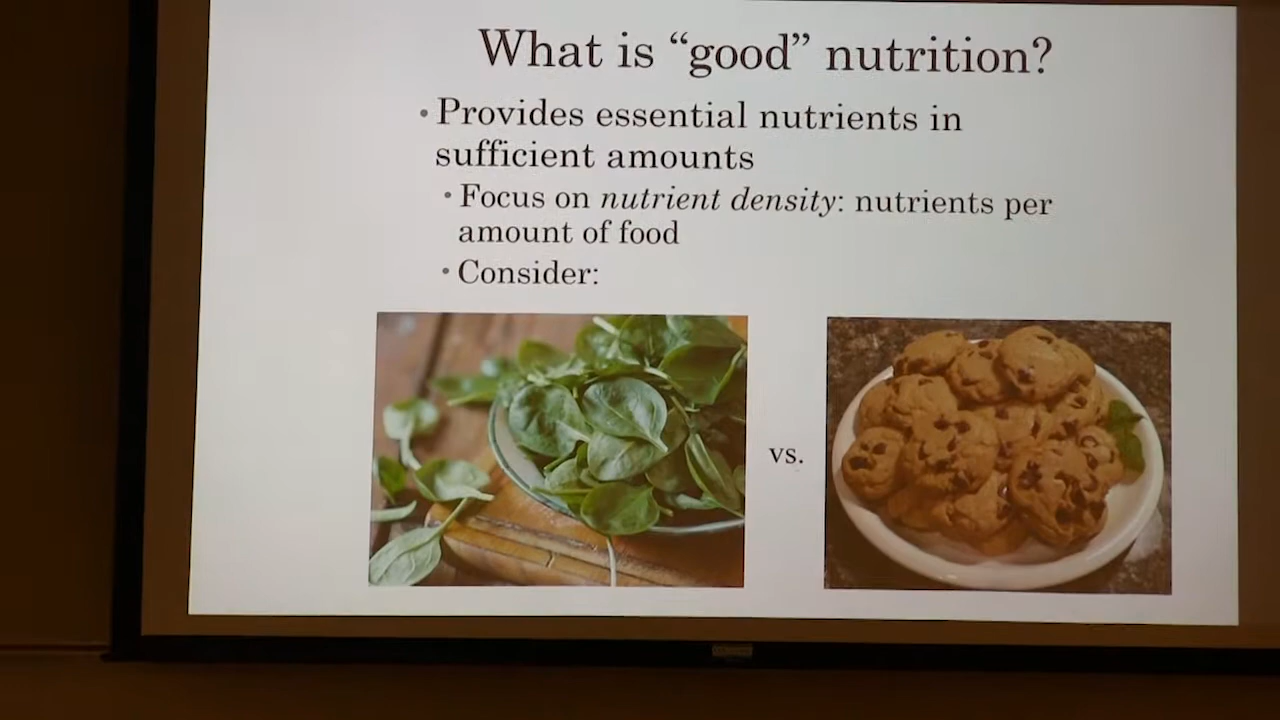 What is “good” nutrition?
• Provides essential nutrients in
sufficient amounts
• Focus on nutrient density: nutrients per
amount of food
• Consider:
vs.